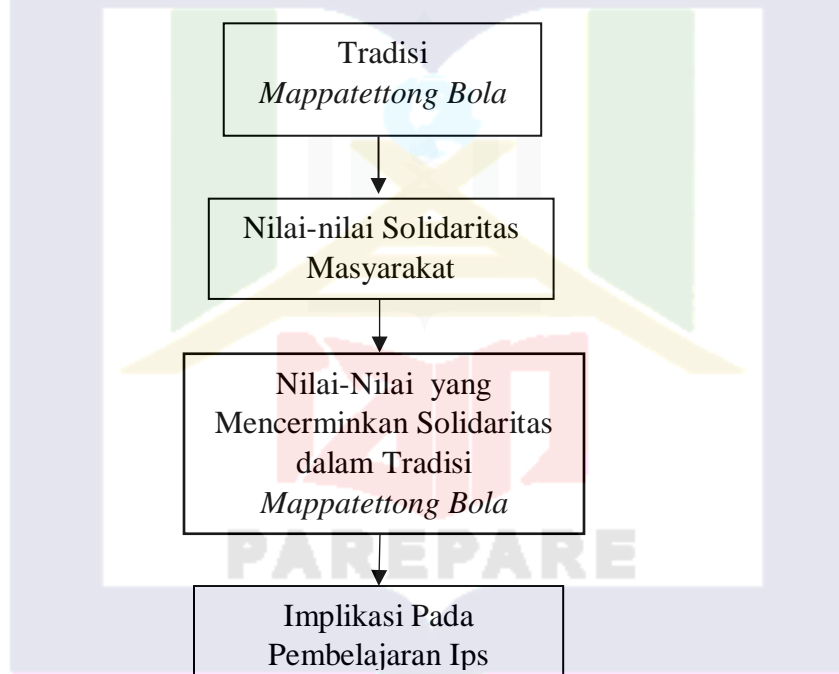 Tradisi
Mappatettong Bola
Nilai-nilai Solidaritas
Masyarakat
Nilai-Nilai yang
Mencerminkan Solidaritas
dalam Tradisi
Mappatettong Bola
PAREPARE
Implikasi Pada
Pembelajaran Ips